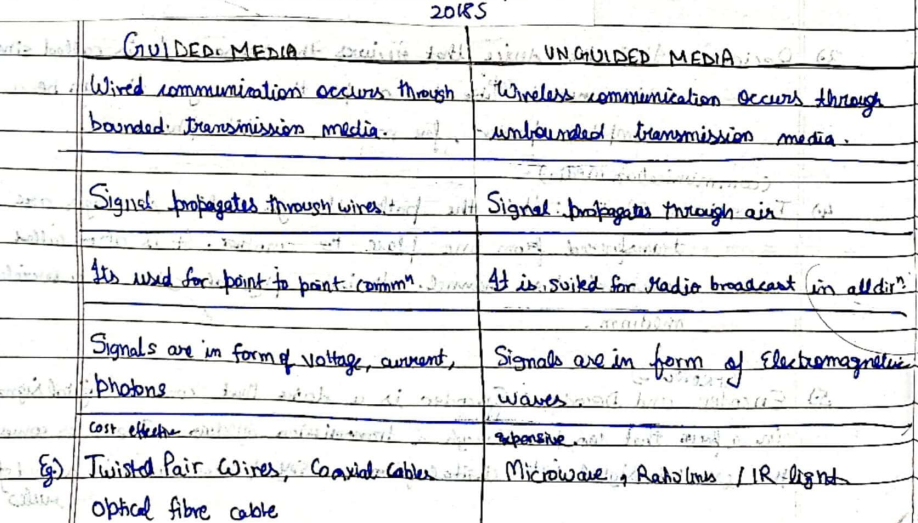 2018S
GUIDED MEDIA
UNGUIDED MEDIA
Wired communication occurs through
bounded transmission media.
Wireless communication occurs through
unbounded transmission media.
Signal propagates through wires.
Signal propagates through air
Its used for point to point commⁿ.
It is suited for Radio broadcast in all dirⁿ.
Signals are in form of voltage, current,
photons
Signals are in form of Electromagnetic
waves.
cost effective
expensive
Eg) Twisted Pair Wires, Coaxial Cables
optical fibre cable
Microwave, / IR light